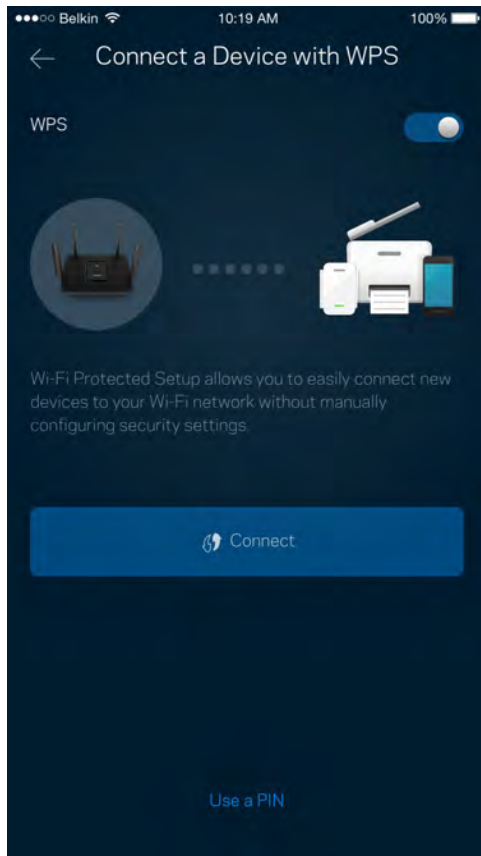 Belkin 10:19 AM 100%
Connect a Device with WPS
WPS
Wi-Fi Protected Setup allows you to easily connect new
devices to your Wi-Fi network without manually
configuring security settings.
Connect
Use a PIN